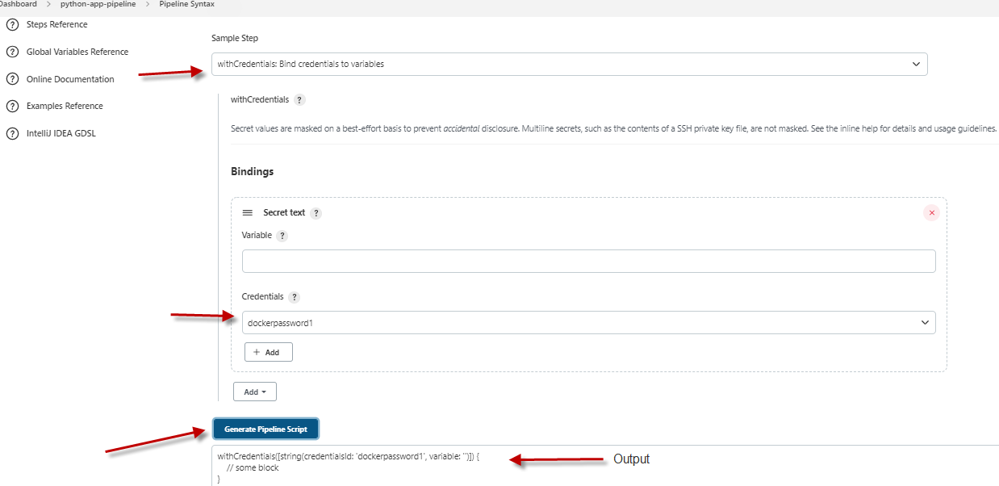 Dashboard > python-app-pipeline > Pipeline Syntax
Steps Reference
Global Variables Reference
Online Documentation
Examples Reference
IntelliJ IDEA GDSL
Sample Step
withCredentials: Bind credentials to variables
withCredentials ?
Secret values are masked on a best-effort basis to prevent accidental disclosure. Multiline secrets, such as the contents of a SSH private key file, are not masked. See the inline help for details and usage guidelines.
Bindings
Secret text ?
Variable ?
Credentials ?
dockerpassword1
+ Add
Add
Generate Pipeline Script
withCredentials([string(credentialsId: 'dockerpassword1', variable: '')]) {
// some block
}
Output